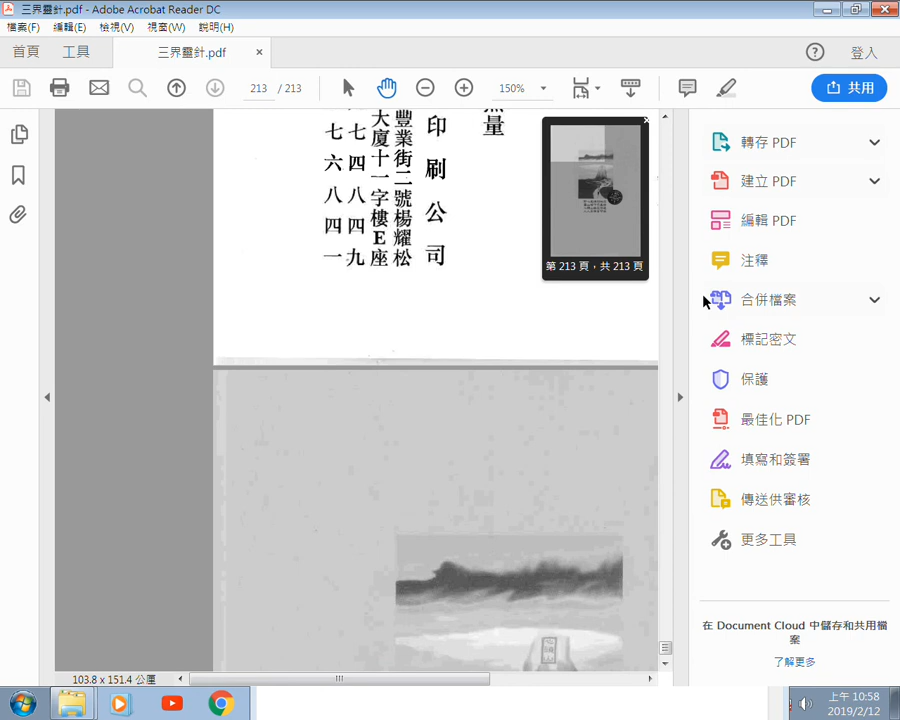 三界靈針.pdf - Adobe Acrobat Reader DC
檔案(F) 編輯(E) 檢視(V) 視窗(W) 說明(H)
首頁 工具 三界靈針.pdf × 登入
213 / 213 150% 共用
無量
印刷公司
豐業街二號楊耀松
大廈十一字樓E座
七四八四九
七六八四一
第 213 頁，共 213 頁
轉存 PDF
建立 PDF
編輯 PDF
注釋
合併檔案
標記密文
保護
最佳化 PDF
填寫和簽署
傳送供審核
更多工具
在 Document Cloud 中儲存和共用檔
案
了解更多
103.8 x 151.4 公釐
上午 10:58
2019/2/12